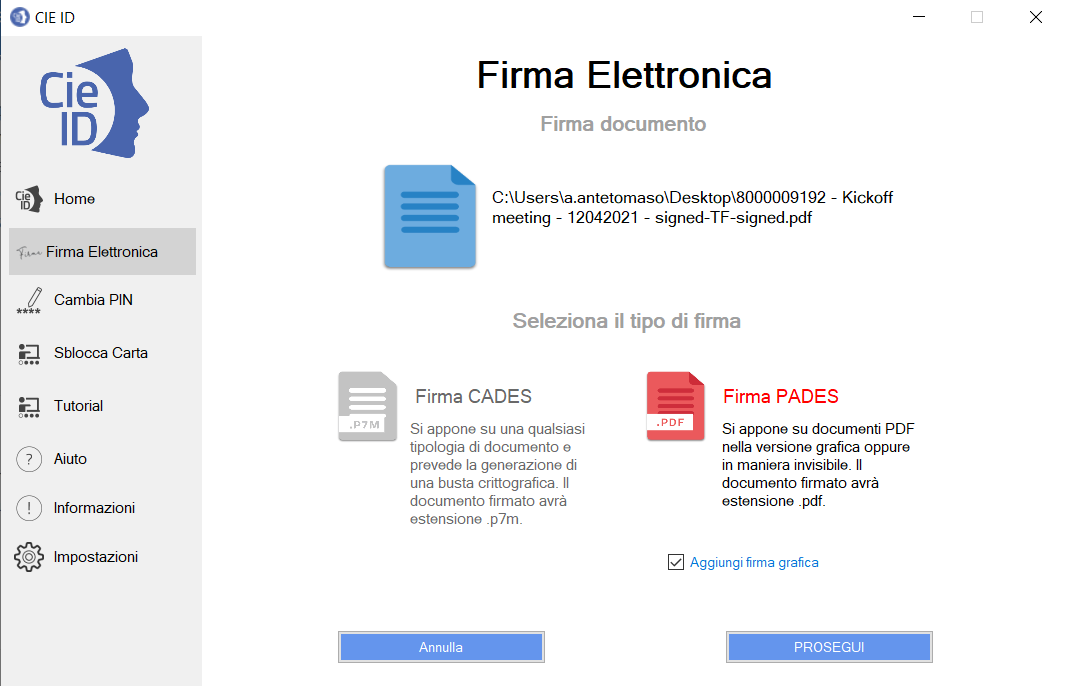 CIE ID
Cie
ID
Cie
ID
Home
Firma
Firma Elettronica
****
Cambia PIN
Sblocca Carta
Tutorial
?
Aiuto
!
Informazioni
Impostazioni
Firma Elettronica
Firma documento
C:\Users\a.antetomaso\Desktop\8000009192 - Kickoff
meeting - 12042021 - signed-TF-signed.pdf
Seleziona il tipo di firma
.P7M
Firma CADES
Si appone su una qualsiasi
tipologia di documento e
prevede la generazione di
una busta crittografica. Il
documento firmato avrà
estensione .p7m.
.PDF
Firma PADES
Si appone su documenti PDF
nella versione grafica oppure
in maniera invisibile. Il
documento firmato avrà
estensione .pdf.
Aggiungi firma grafica
Annulla
PROSEGUI